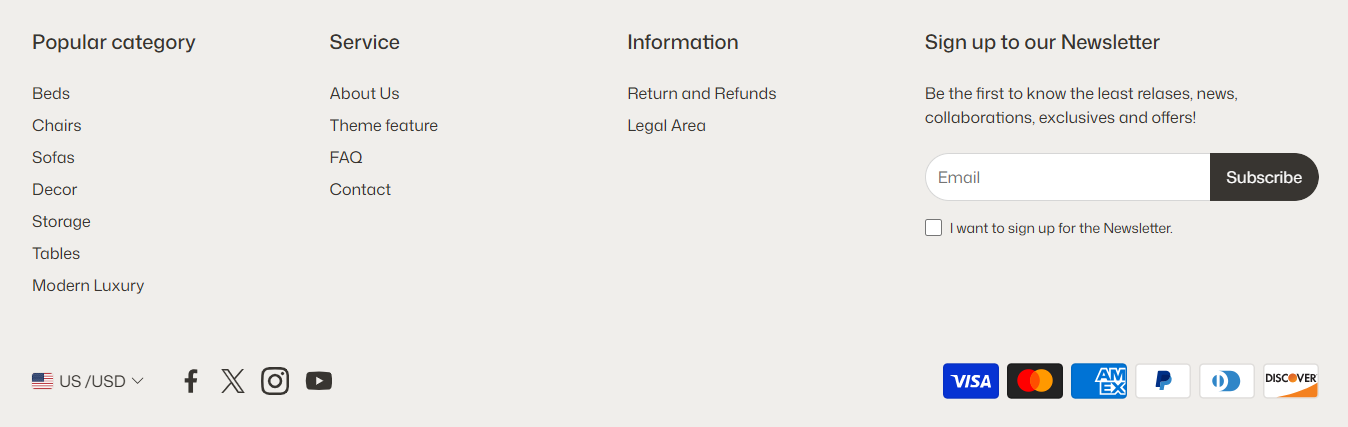 Popular category
Beds
Chairs
Sofas
Decor
Storage
Tables
Modern Luxury
Service
About Us
Theme feature
FAQ
Contact
Information
Return and Refunds
Legal Area
Sign up to our Newsletter
Be the first to know the least relases, news,
collaborations, exclusives and offers!
Email
Subscribe
I want to sign up for the Newsletter.
US /USD
VISA
AM
EX
DISCOVER